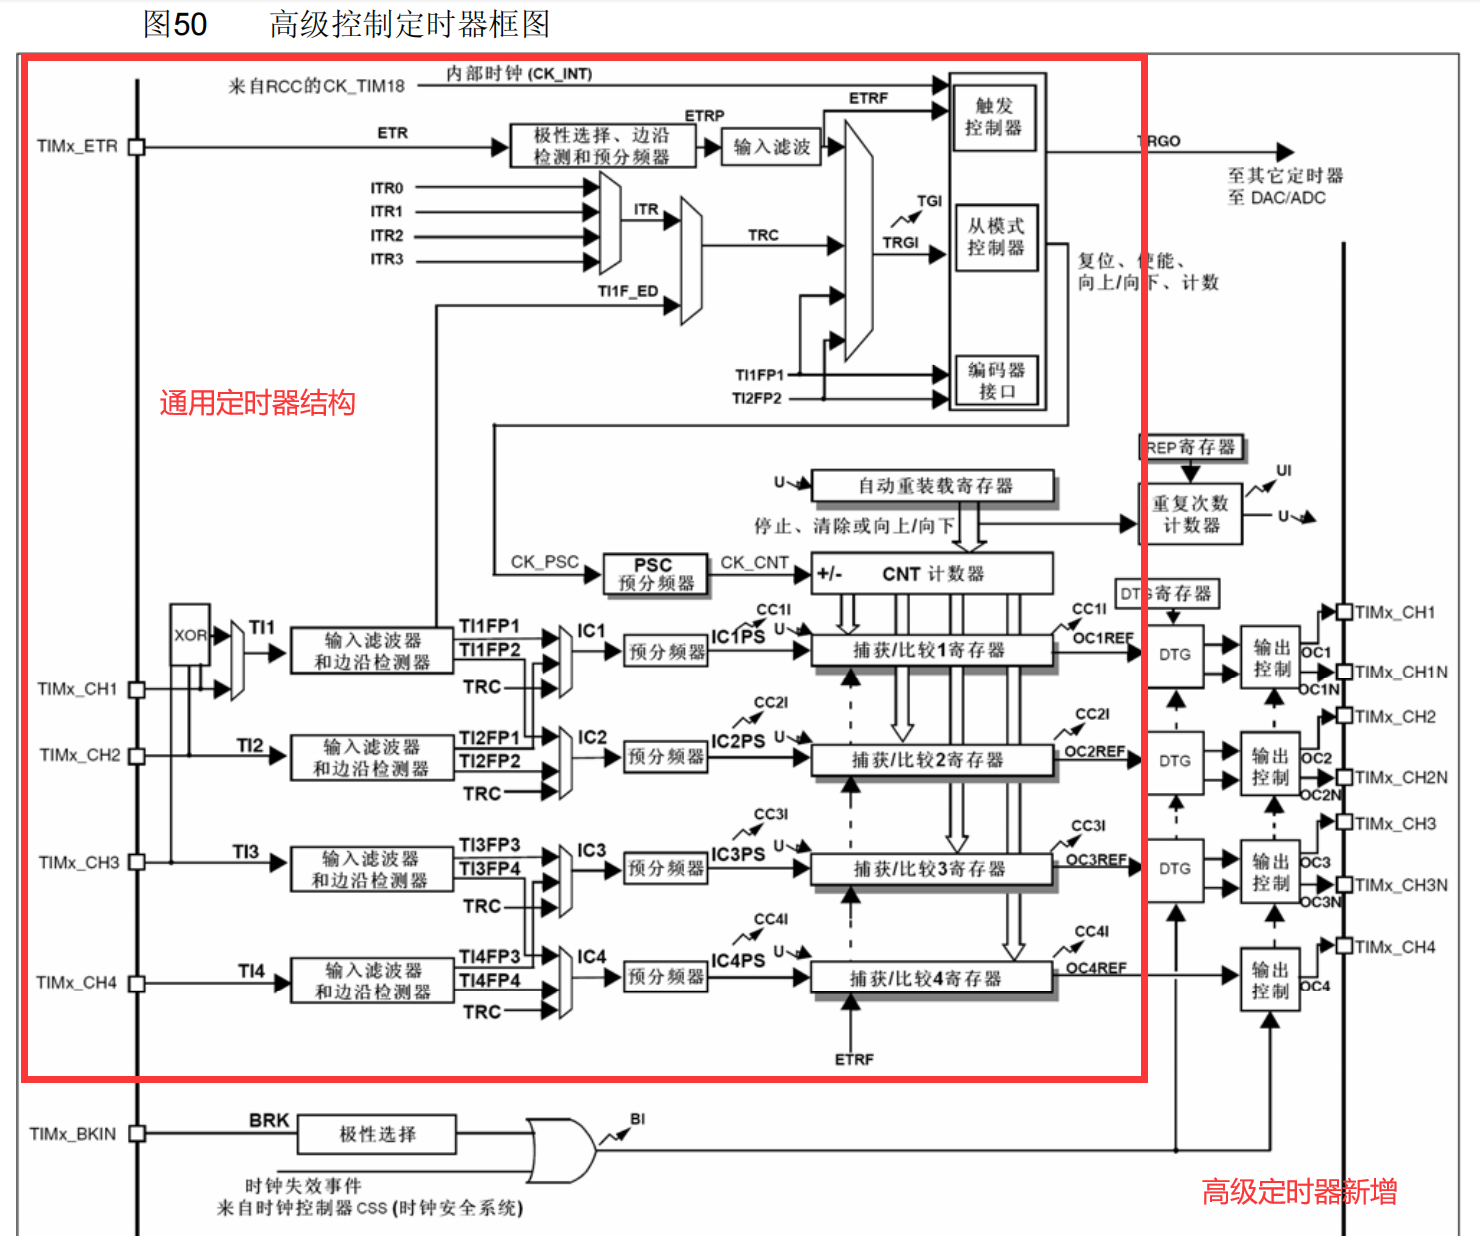 图50 高级控制定时器框图
内部时钟 (CK_INT)
来自RCC的CK_TIM18
ETRF
触发
控制器
TIMx_ETR
ETR
极性选择、边沿
检测和预分频器
ETRP
输入滤波
TRGO
至其它定时器
至 DAC/ADC
ITR0
ITR1
ITR2
ITR3
ITR
TRC
TGI
TRGI
从模式
控制器
复位、使能、
向上/向下、计数
TI1F_ED
TI1FP1
TI2FP2
编码器
接口
通用定时器结构
REP寄存器
U
自动重装载寄存器
重复次数
计数器
UI
U
停止、清除或向上/向下
CK_PSC
PSC
预分频器
CK_CNT
+/-
CNT 计数器
DTG寄存器
XOR
TI1
输入滤波器
和边沿检测器
TI1FP1
TI1FP2
TRC
IC1
预分频器
IC1PS
CC1I
U
捕获/比较1寄存器
CC1I
OC1REF
DTG
输出
控制
OC1
OC1N
TIMx_CH1
TIMx_CH1N
TIMx_CH1
TIMx_CH2
TI2
输入滤波器
和边沿检测器
TI2FP1
TI2FP2
TRC
IC2
预分频器
IC2PS
CC2I
U
捕获/比较2寄存器
CC2I
OC2REF
DTG
输出
控制
OC2
OC2N
TIMx_CH2
TIMx_CH2N
TIMx_CH3
TI3
输入滤波器
和边沿检测器
TI3FP3
TI3FP4
TRC
IC3
预分频器
IC3PS
CC3I
U
捕获/比较3寄存器
CC3I
OC3REF
DTG
输出
控制
OC3
OC3N
TIMx_CH3
TIMx_CH3N
TIMx_CH4
TI4
输入滤波器
和边沿检测器
TI4FP3
TI4FP4
TRC
IC4
预分频器
IC4PS
CC4I
U
捕获/比较4寄存器
CC4I
OC4REF
输出
控制
OC4
TIMx_CH4
ETRF
TIMx_BKIN
BRK
极性选择
BI
时钟失效事件
来自时钟控制器CSS (时钟安全系统)
高级定时器新增